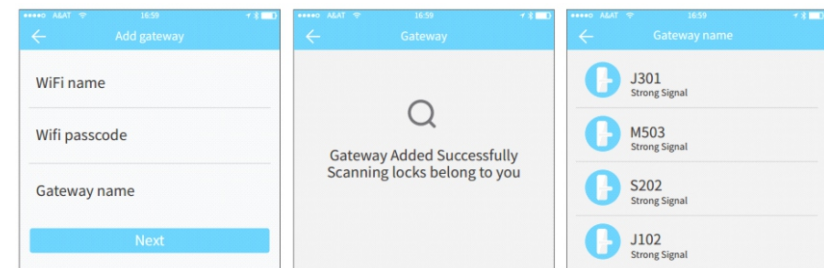 A&AT 16:59
Add gateway
WiFi name
Wifi passcode
Gateway name
Next
A&AT 16:59
Gateway
Gateway Added Successfully
Scanning locks belong to you
A&AT 16:59
Gateway name
J301
Strong Signal
M503
Strong Signal
S202
Strong Signal
J102
Strong Signal